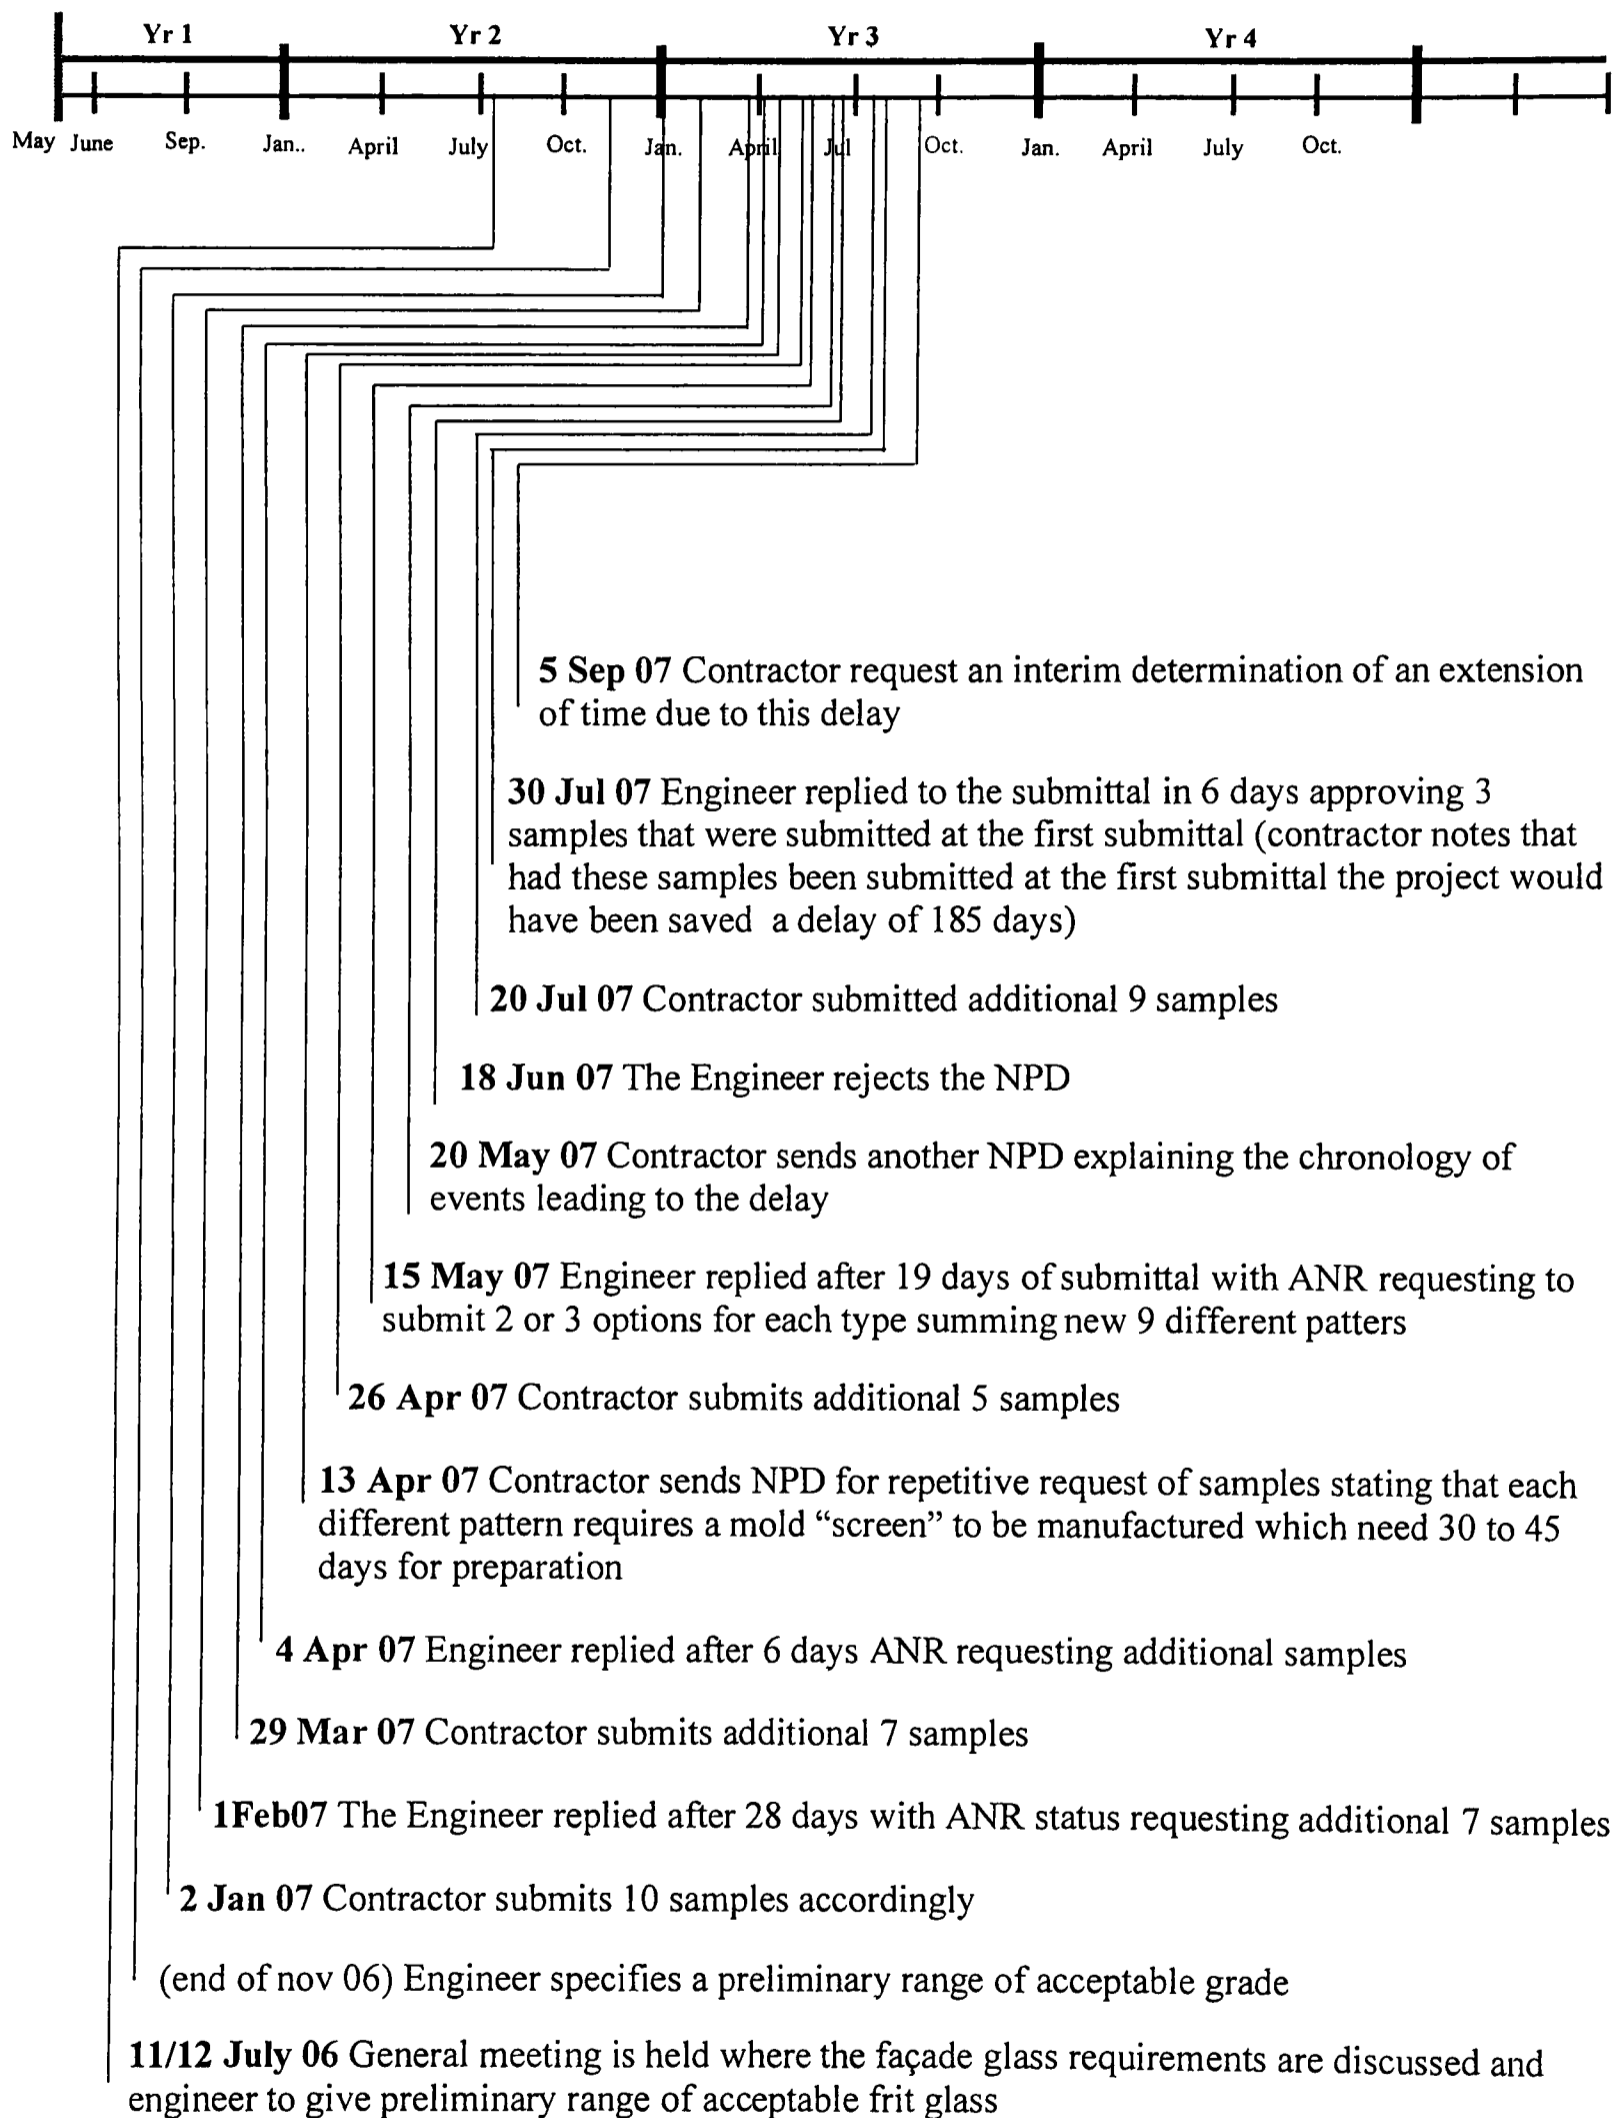 Yr 1 Yr 2 Yr 3 Yr 4
May June Sep. Jan.. April July Oct. Jan. April Jul Oct. Jan. April July Oct.
5 Sep 07 Contractor request an interim determination of an extension
of time due to this delay
30 Jul 07 Engineer replied to the submittal in 6 days approving 3
samples that were submitted at the first submittal (contractor notes that
had these samples been submitted at the first submittal the project would
have been saved a delay of 185 days)
20 Jul 07 Contractor submitted additional 9 samples
18 Jun 07 The Engineer rejects the NPD
20 May 07 Contractor sends another NPD explaining the chronology of
events leading to the delay
15 May 07 Engineer replied after 19 days of submittal with ANR requesting to
submit 2 or 3 options for each type summing new 9 different patters
26 Apr 07 Contractor submits additional 5 samples
13 Apr 07 Contractor sends NPD for repetitive request of samples stating that each
different pattern requires a mold “screen” to be manufactured which need 30 to 45
days for preparation
4 Apr 07 Engineer replied after 6 days ANR requesting additional samples
29 Mar 07 Contractor submits additional 7 samples
1Feb07 The Engineer replied after 28 days with ANR status requesting additional 7 samples
2 Jan 07 Contractor submits 10 samples accordingly
(end of nov 06) Engineer specifies a preliminary range of acceptable grade
11/12 July 06 General meeting is held where the façade glass requirements are discussed and
engineer to give preliminary range of acceptable frit glass